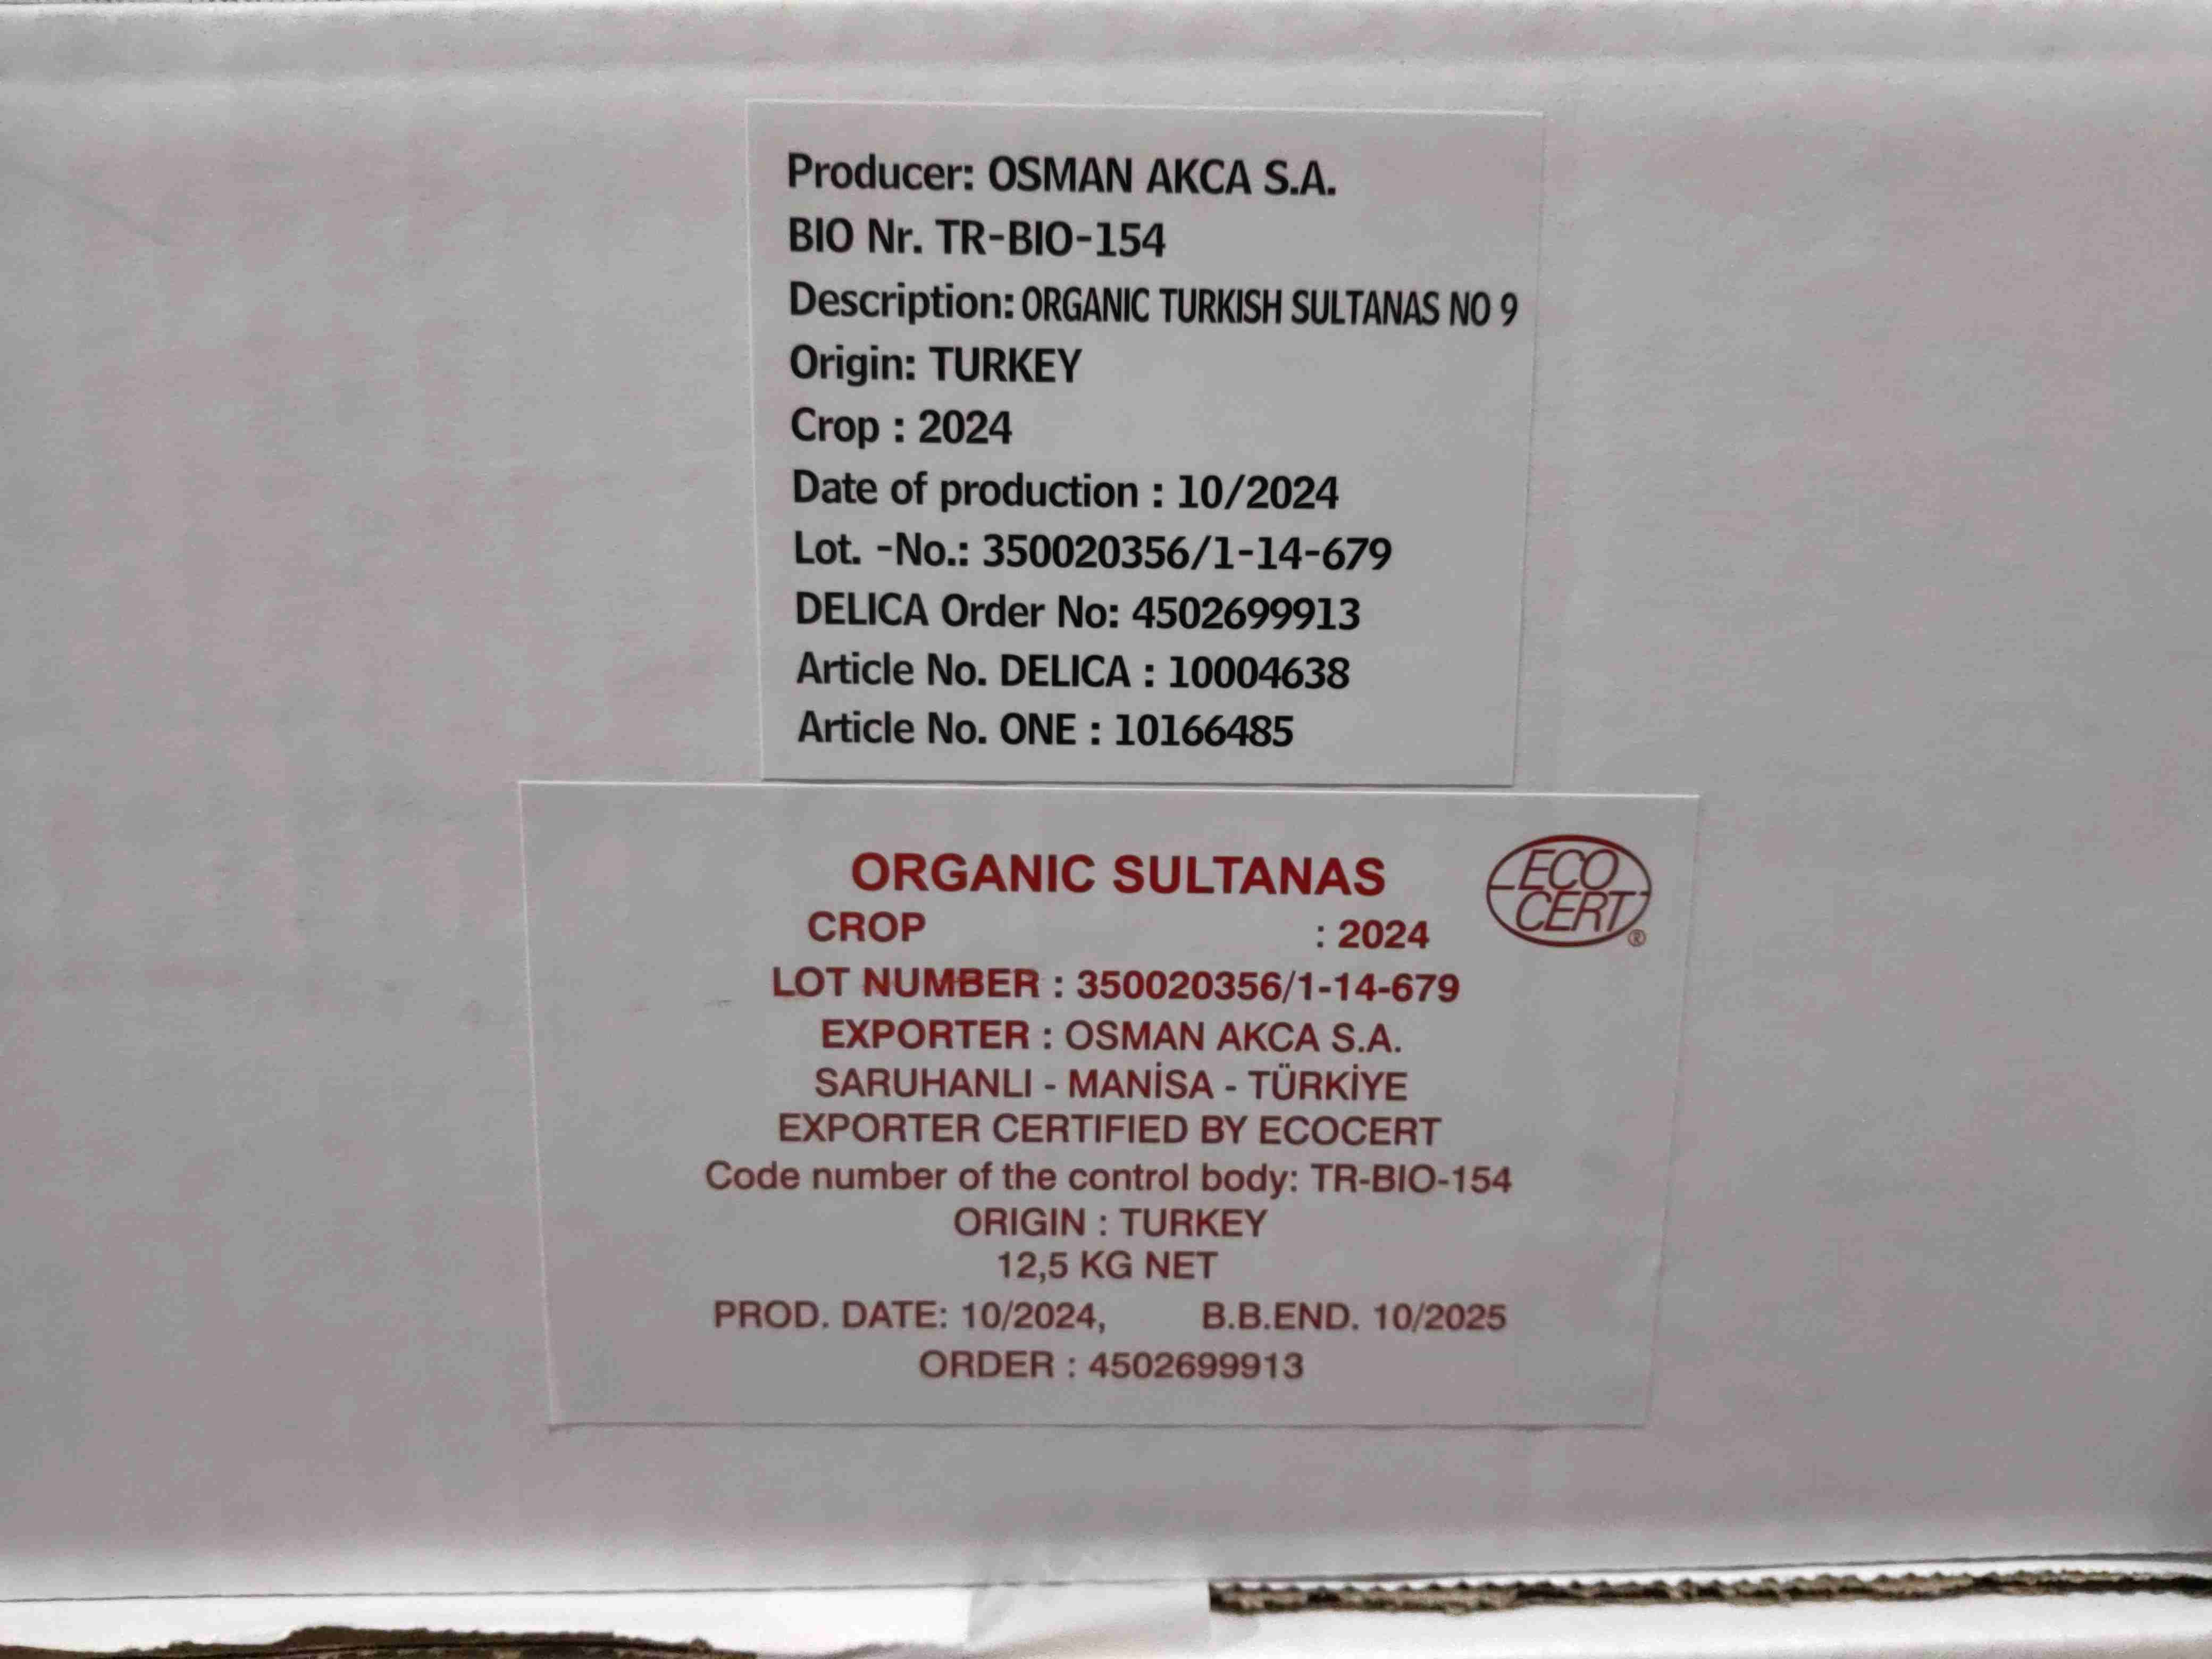 Producer: OSMAN AKCA S.A.
BIO Nr. TR-BIO-154
Description: ORGANIC TURKISH SULTANAS NO 9
Origin: TURKEY
Crop : 2024
Date of production : 10/2024
Lot. -No.: 350020356/1-14-679
DELICA Order No: 4502699913
Article No. DELICA : 10004638
Article No. ONE : 10166485
ORGANIC SULTANAS
ECO
CERT®
CROP : 2024
LOT NUMBER : 350020356/1-14-679
EXPORTER : OSMAN AKCA S.A.
SARUHANLI - MANİSA - TÜRKİYE
EXPORTER CERTIFIED BY ECOCERT
Code number of the control body: TR-BIO-154
ORIGIN : TURKEY
12,5 KG NET
PROD. DATE: 10/2024, B.B.END. 10/2025
ORDER : 4502699913